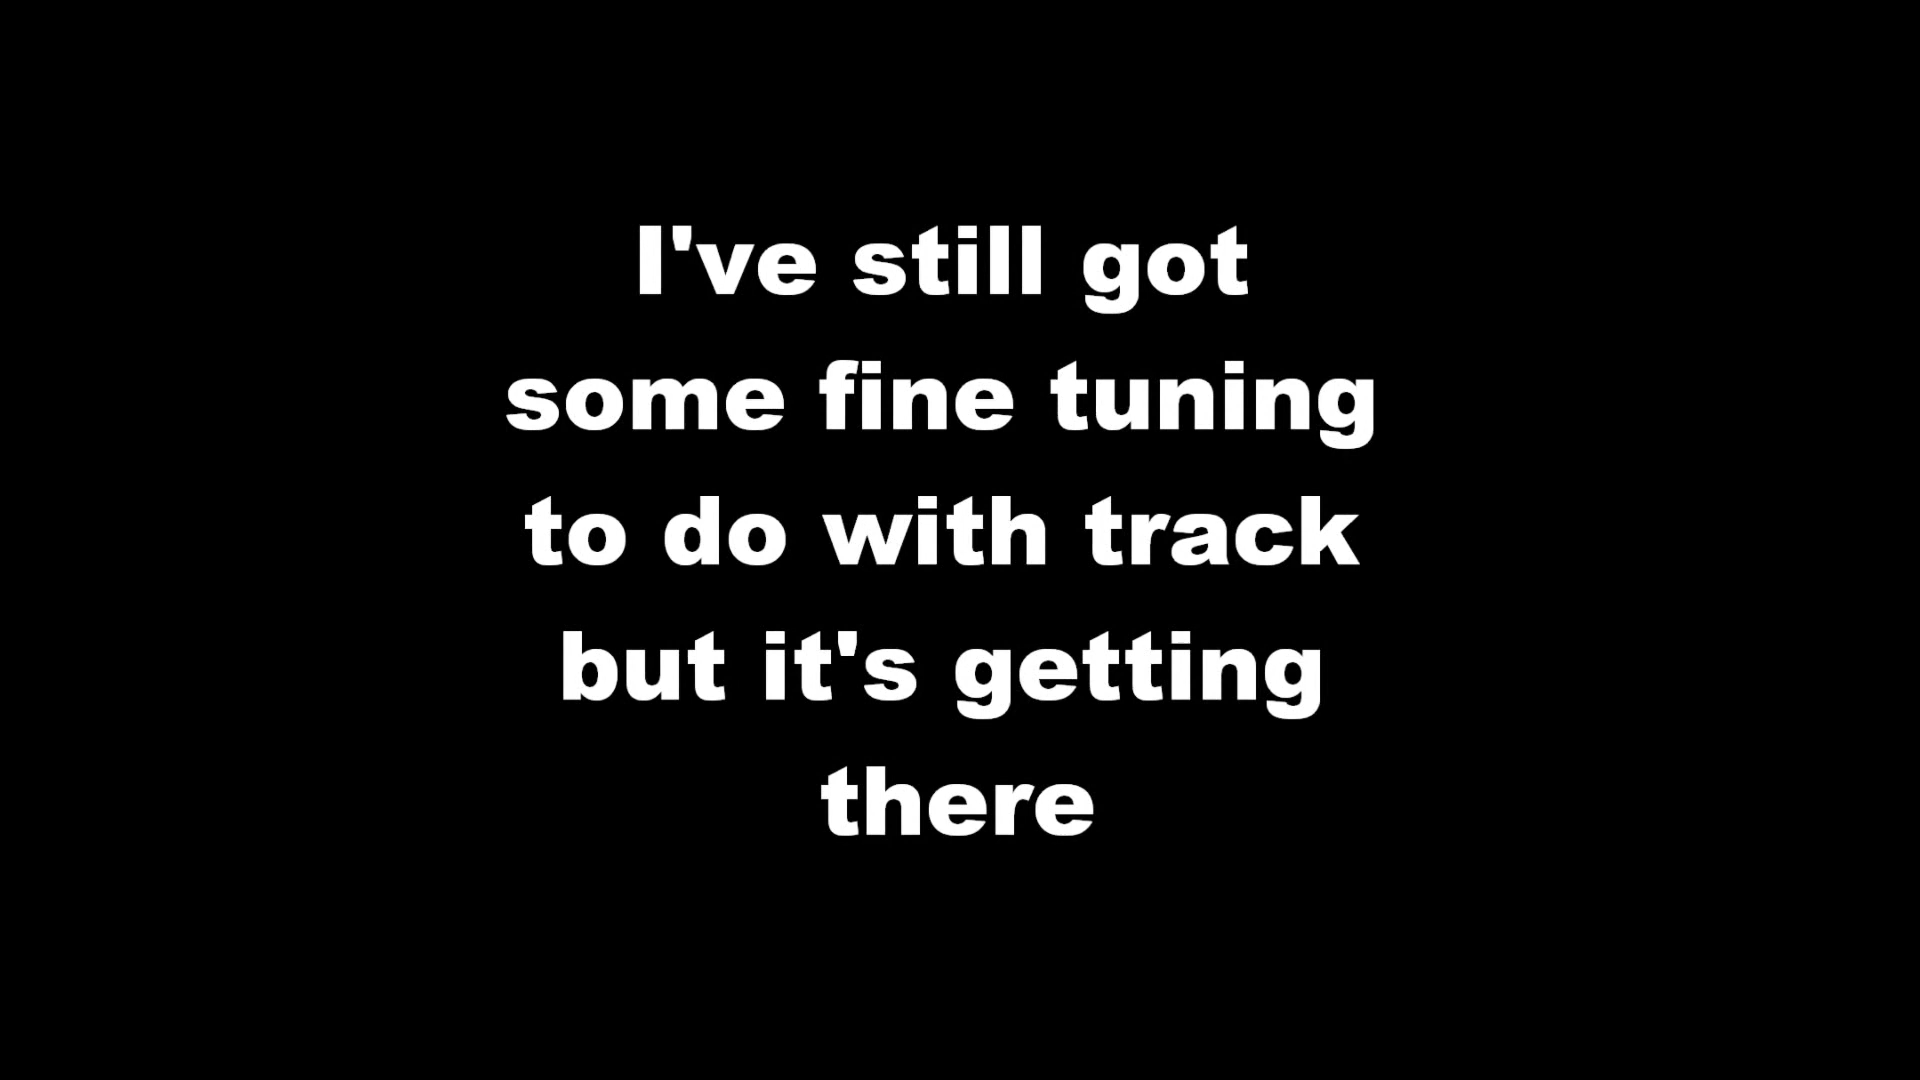 I've still got
some fine tuning
to do with track
but it's getting
there